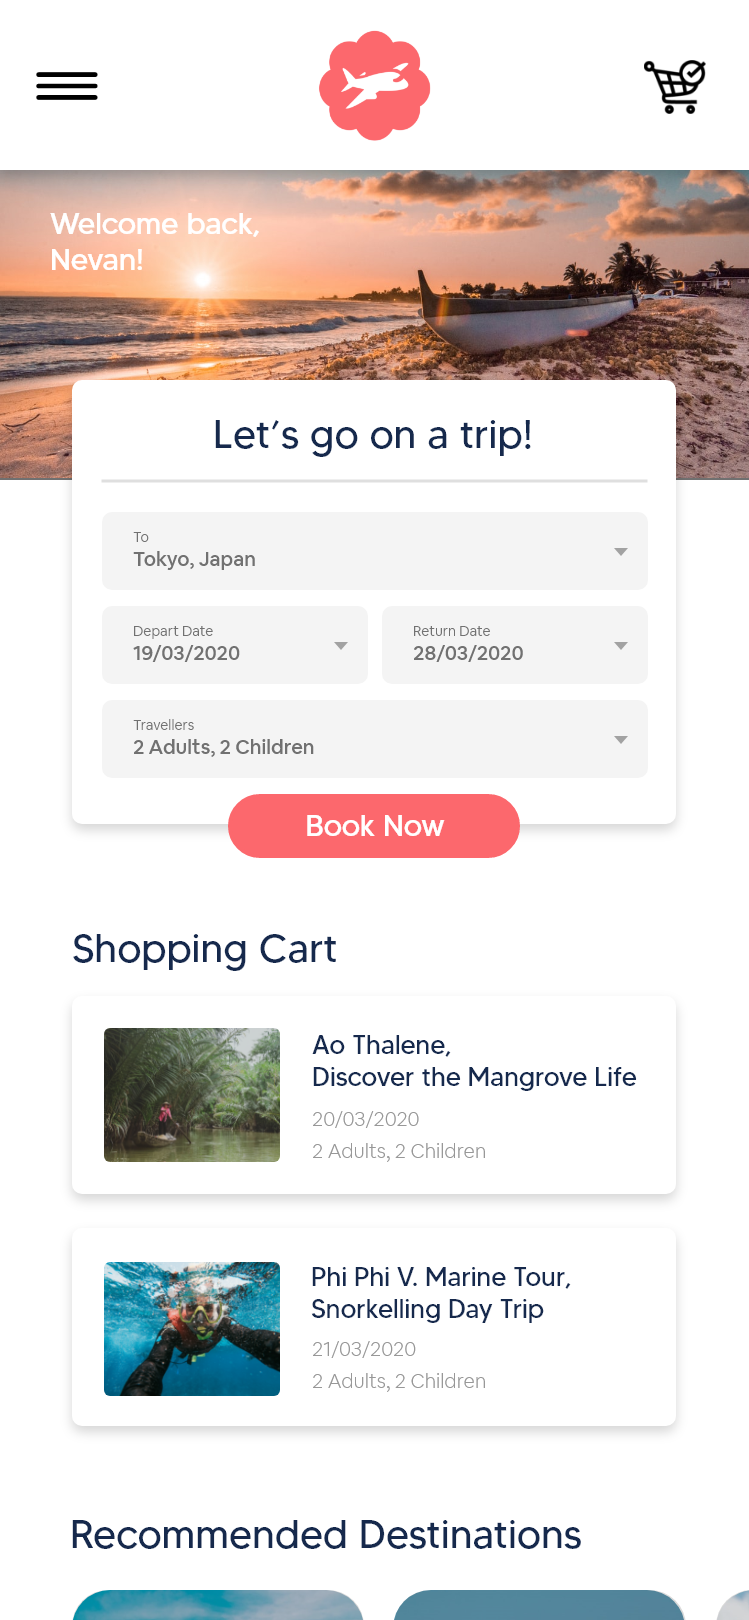 Welcome back,
Nevan!
Let's go on a trip!
To
Tokyo, Japan
Depart Date
19/03/2020
Return Date
28/03/2020
Travellers
2 Adults, 2 Children
Book Now
Shopping Cart
Ao Thalene,
Discover the Mangrove Life
20/03/2020
2 Adults, 2 Children
Phi Phi V. Marine Tour,
Snorkelling Day Trip
21/03/2020
2 Adults, 2 Children
Recommended Destinations